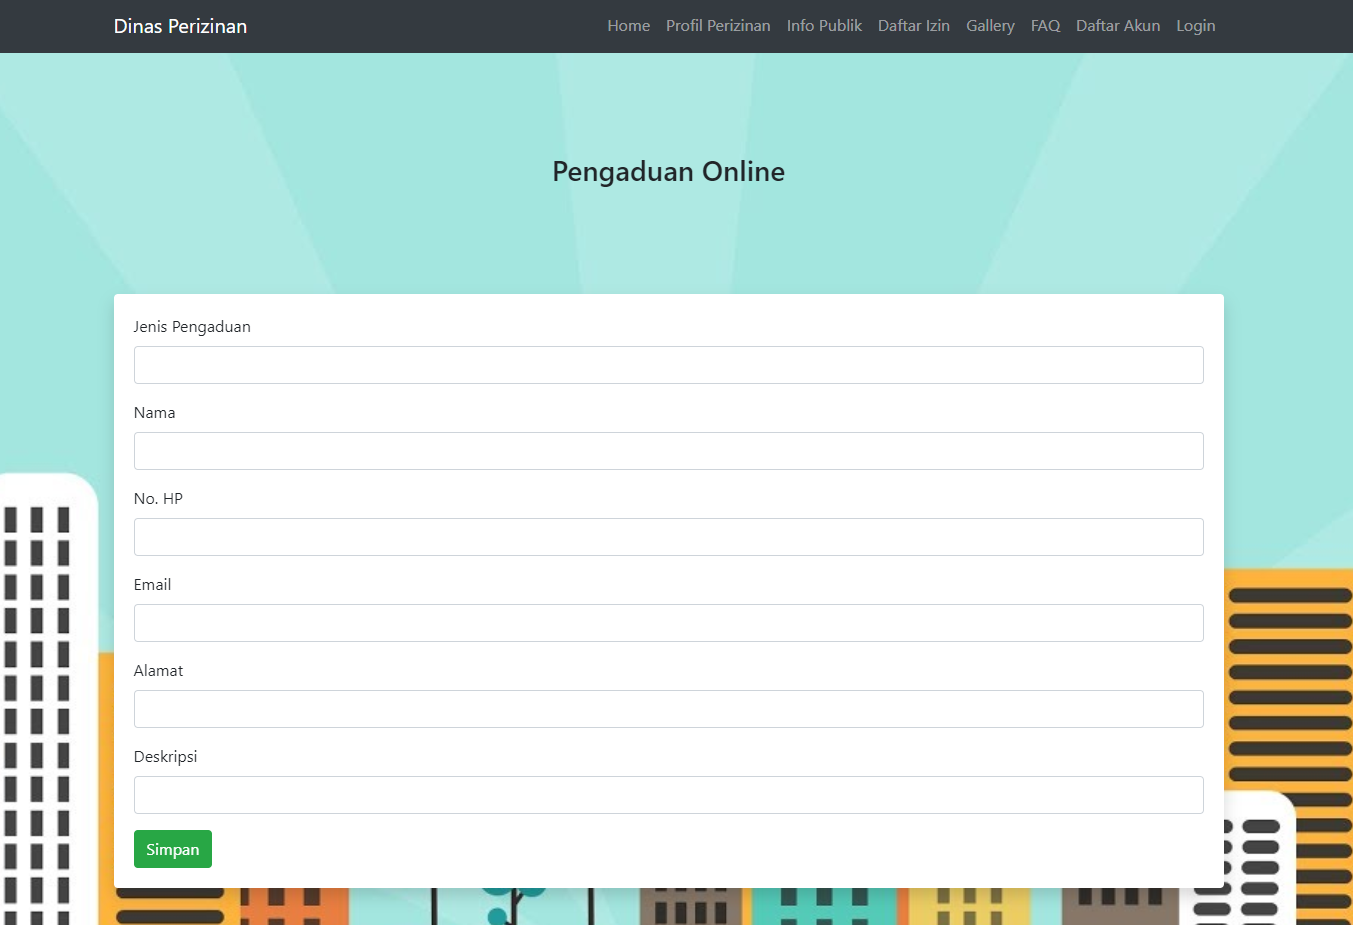 Dinas Perizinan Home Profil Perizinan Info Publik Daftar Izin Gallery FAQ Daftar Akun Login
Pengaduan Online
Jenis Pengaduan
Nama
No. HP
Email
Alamat
Deskripsi
Simpan